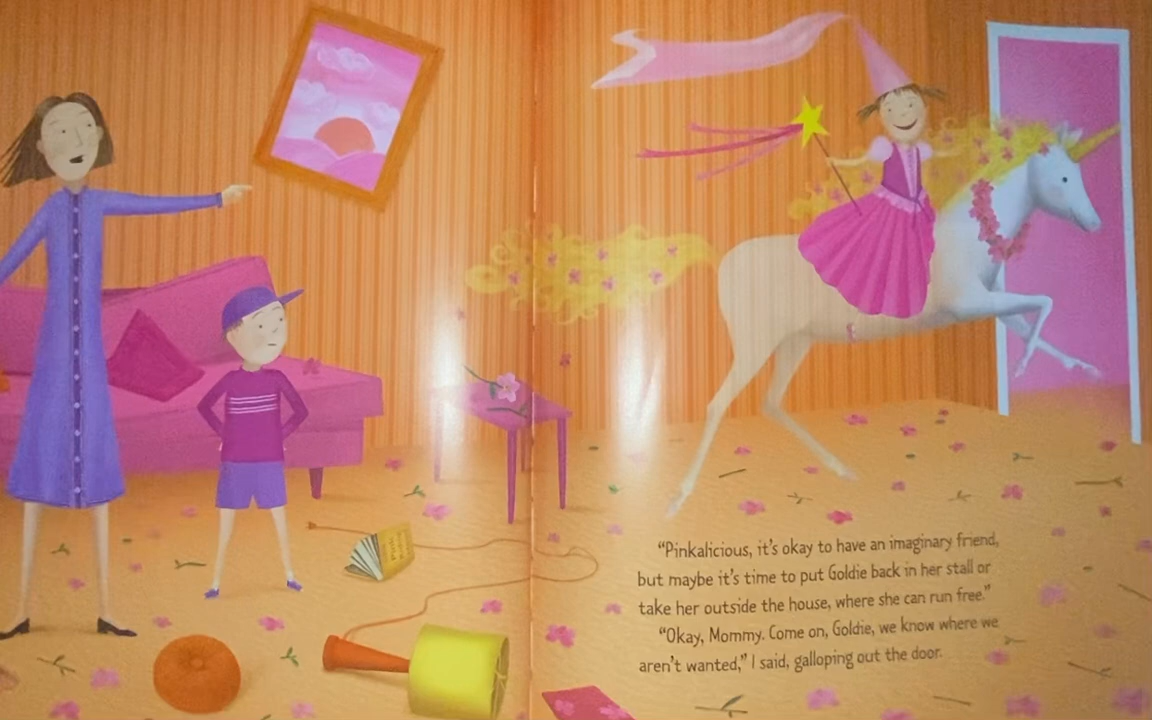 “Pinkalicious, it’s okay to have an imaginary friend,
but maybe it’s time to put Goldie back in her stall or
take her outside the house, where she can run free.”
“Okay, Mommy. Come on, Goldie, we know where we
aren’t wanted,” I said, galloping out the door.